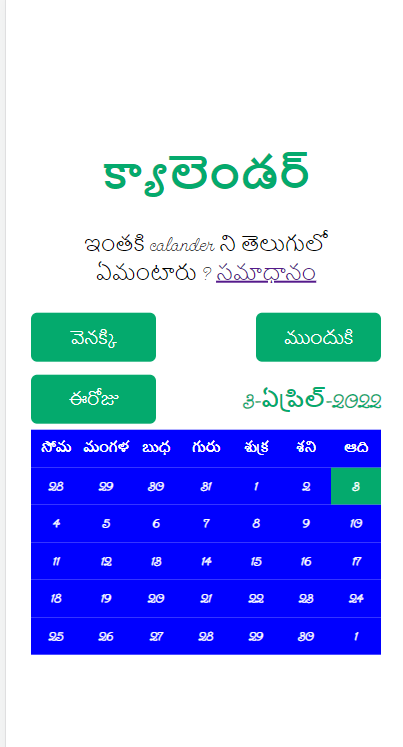 క్యాలెండర్
ఇంతకి calander ని తెలుగులో
ఏమంటారు ? సమాధానం
వెనక్కి ముందుకి
ఈరోజు 3-ఏప్రిల్-2022
సోమ మంగళ బుధ గురు శుక్ర శని ఆది
28 29 30 31 1 2 3
4 5 6 7 8 9 10
11 12 13 14 15 16 17
18 19 20 21 22 23 24
25 26 27 28 29 30 1